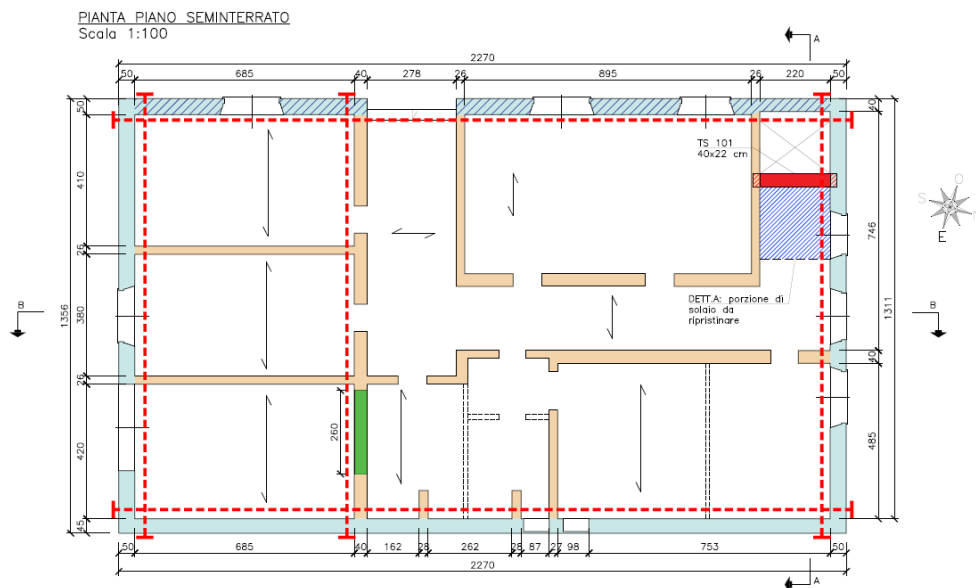 PIANTA PIANO SEMINTERRATO
Scala 1:100
A
2270
50 685 40 278 26 895 26 220 50
50
410
26
380
26
420
45
1356
40
746
40
485
1311
TS 101
40x22 cm
S O N E
DETT.A: porzione di
solaio da
ripristinare
B
B
260
50 685 40 162 28 262 28 87 27 98 753 50
2270
A